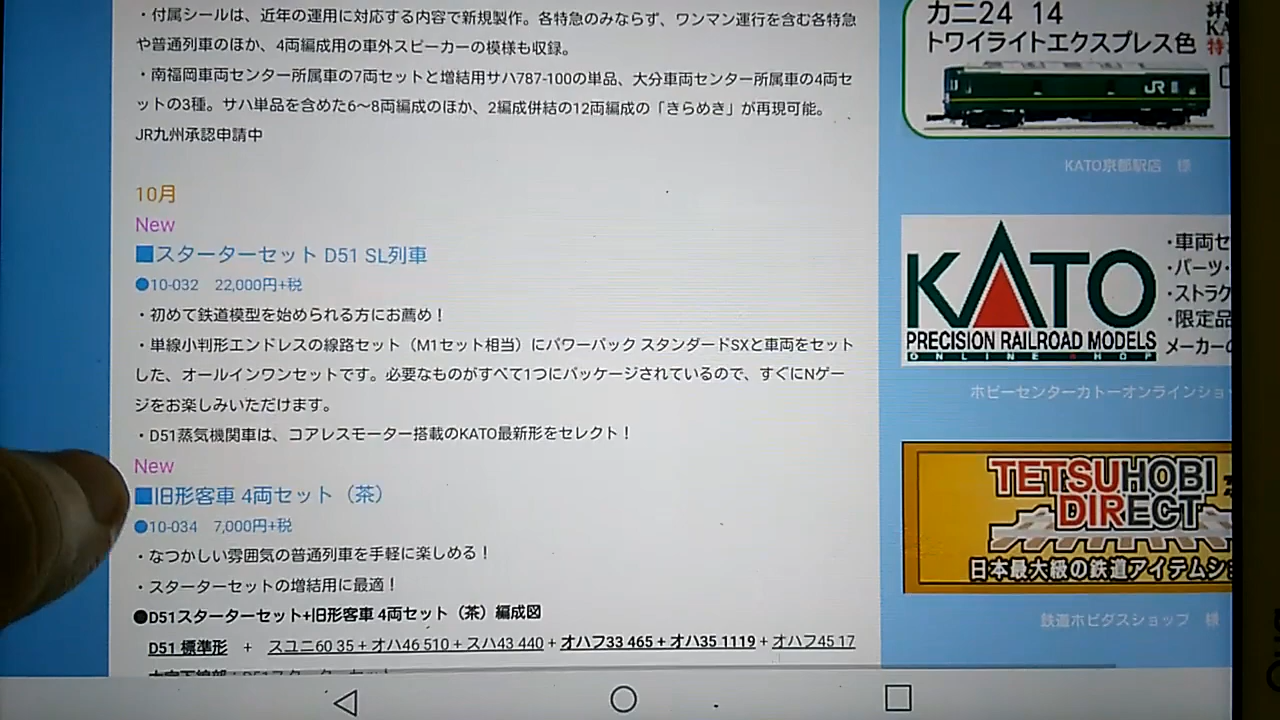 ・付属シールは、近年の運用に対応する内容で新規製作。各特急のみならず、ワンマン運行を含む各特急
や普通列車のほか、4両編成用の車外スピーカーの模様も収録。
・南福岡車両センター所属車の7両セットと増結用サハ787-100の単品、大分車両センター所属車の4両セ
ットの3種。サハ単品を含めた6～8両編成のほか、2編成併結の12両編成の「きらめき」が再現可能。
JR九州承認申請中
10月
New
■スターターセット D51 SL列車
●10-032　22,000円+税
・初めて鉄道模型を始められる方にお薦め！
・単線小判形エンドレスの線路セット（M1セット相当）にパワーパック スタンダードSXと車両をセット
した、オールインワンセットです。必要なものがすべて1つにパッケージされているので、すぐにNゲー
ジをお楽しみいただけます。
・D51蒸気機関車は、コアレスモーター搭載のKATO最新形をセレクト！
New
■旧形客車 4両セット（茶）
●10-034　7,000円+税
・なつかしい雰囲気の普通列車を手軽に楽しめる！
・スターターセットの増結用に最適！
●D51スターターセット+旧形客車 4両セット（茶）編成図
D51 標準形　+　スユニ60 35 + オハ46 510 + スハ43 440 + オハフ33 465 + オハ35 1119 + オハフ45 17
カニ24 14
トワイライトエクスプレス色
特
JR
KATO京都駅店　様
KATO
PRECISION RAILROAD MODELS
ONLINE SHOP
・車両セ
・パーツ・
・ストラク
・限定品
メーカーの
ホビーセンターカトーオンラインショ
TETSUHOBI
DIRECT
日本最大級の鉄道アイテムシ
鉄道ホビダスショップ　様